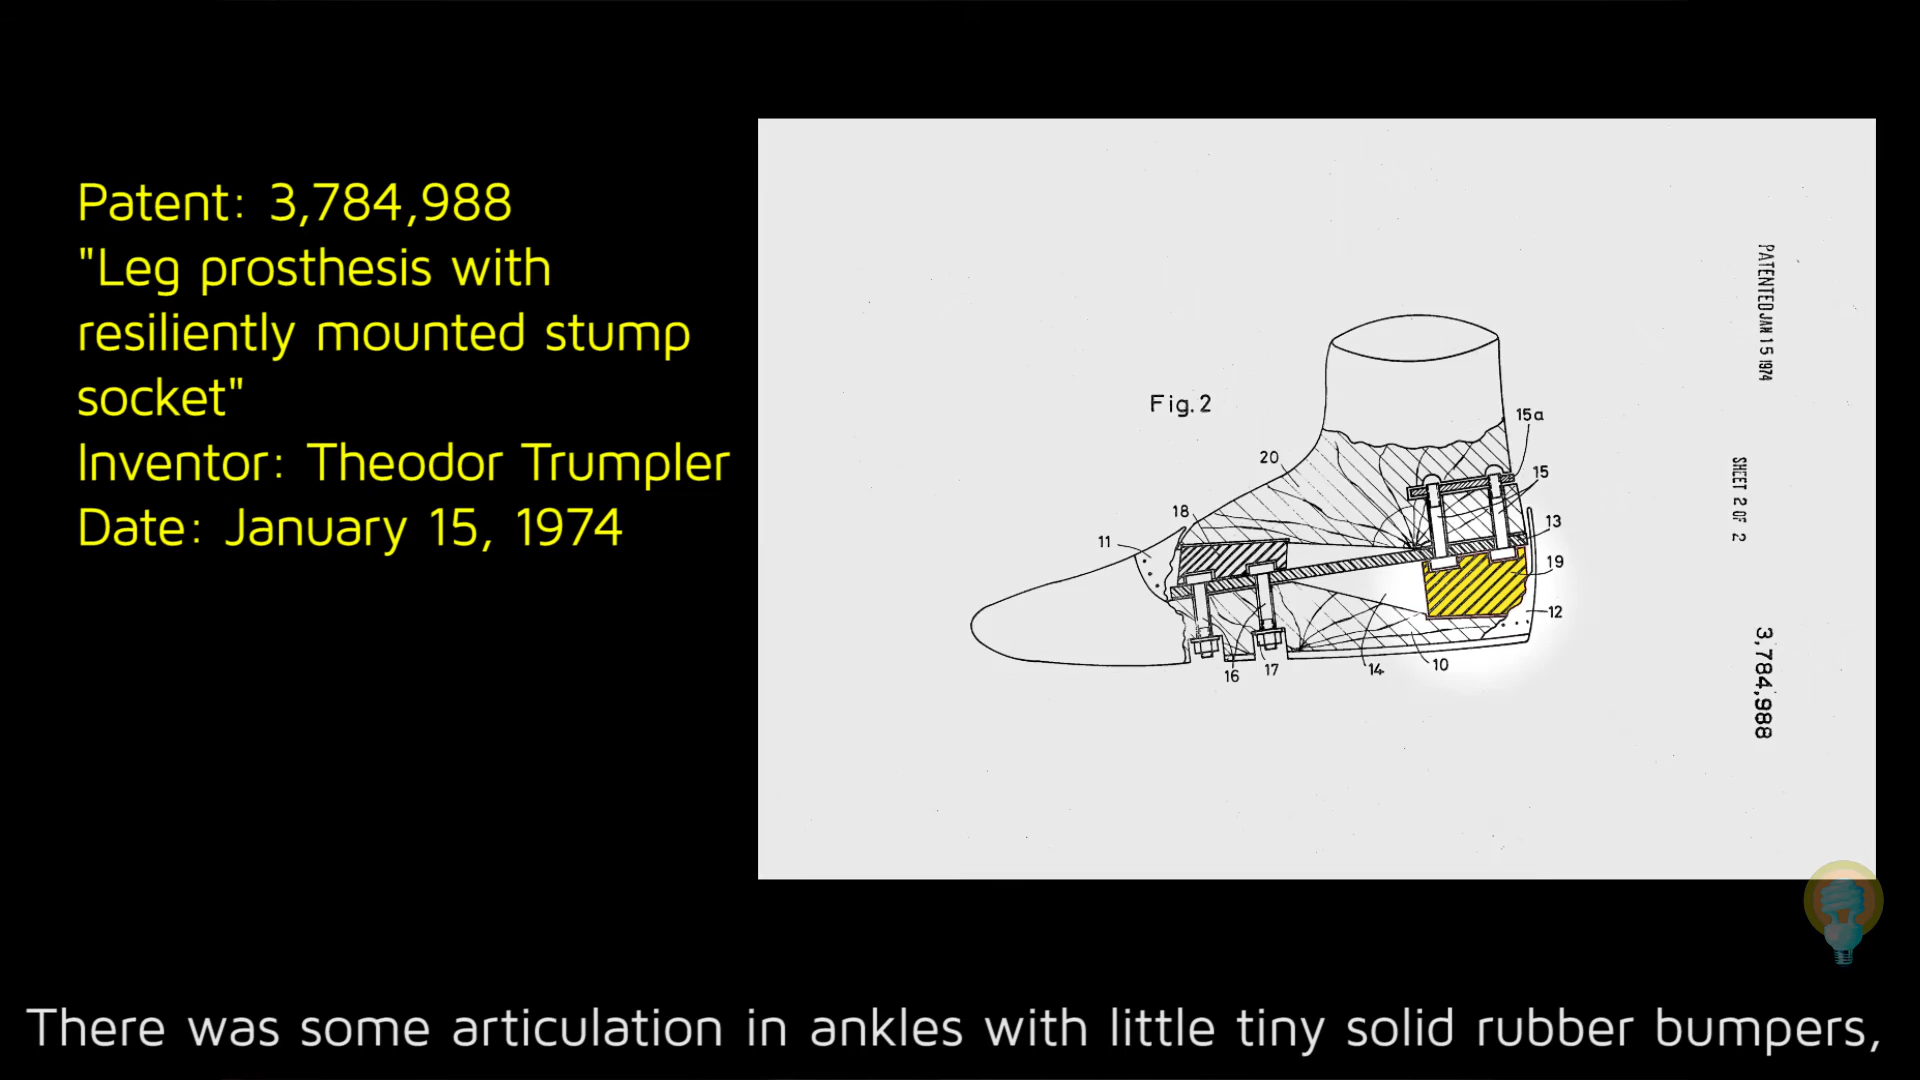 Patent: 3,784,988
"Leg prosthesis with
resiliently mounted stump
socket"
Inventor: Theodor Trumpler
Date: January 15, 1974
Fig.2
15a
20
15
18
13
11
19
12
10
14
17
16
PATENTED JAN 15 1974
SHEET 2 OF 2
3,784,988
There was some articulation in ankles with little tiny solid rubber bumpers,